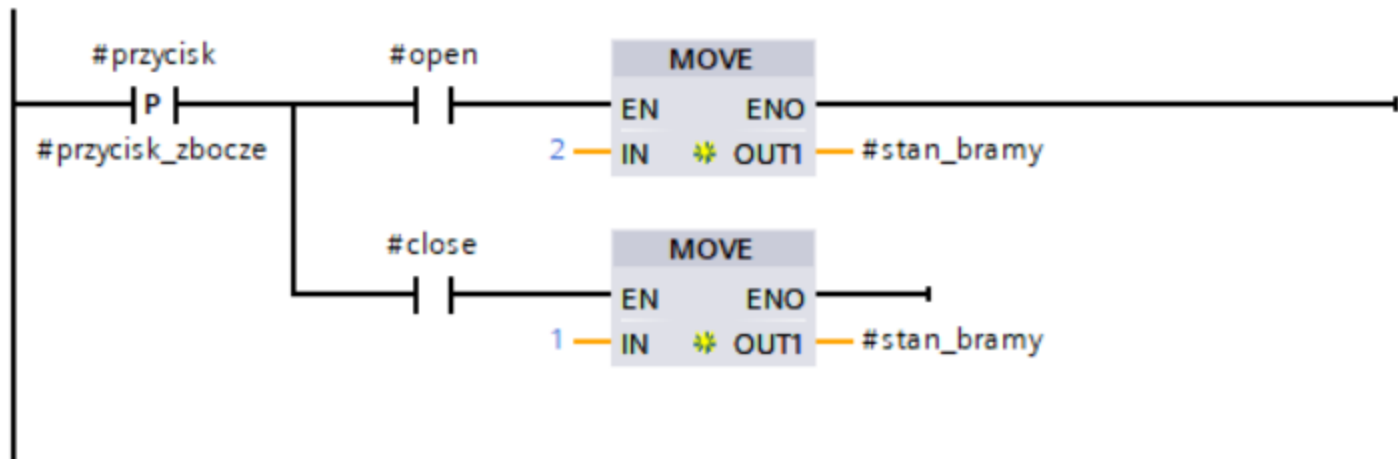 #przycisk #open MOVE
P EN ENO
#przycisk_zbocze 2 IN OUT1 #stan_bramy
#close MOVE
EN ENO
1 IN OUT1 #stan_bramy